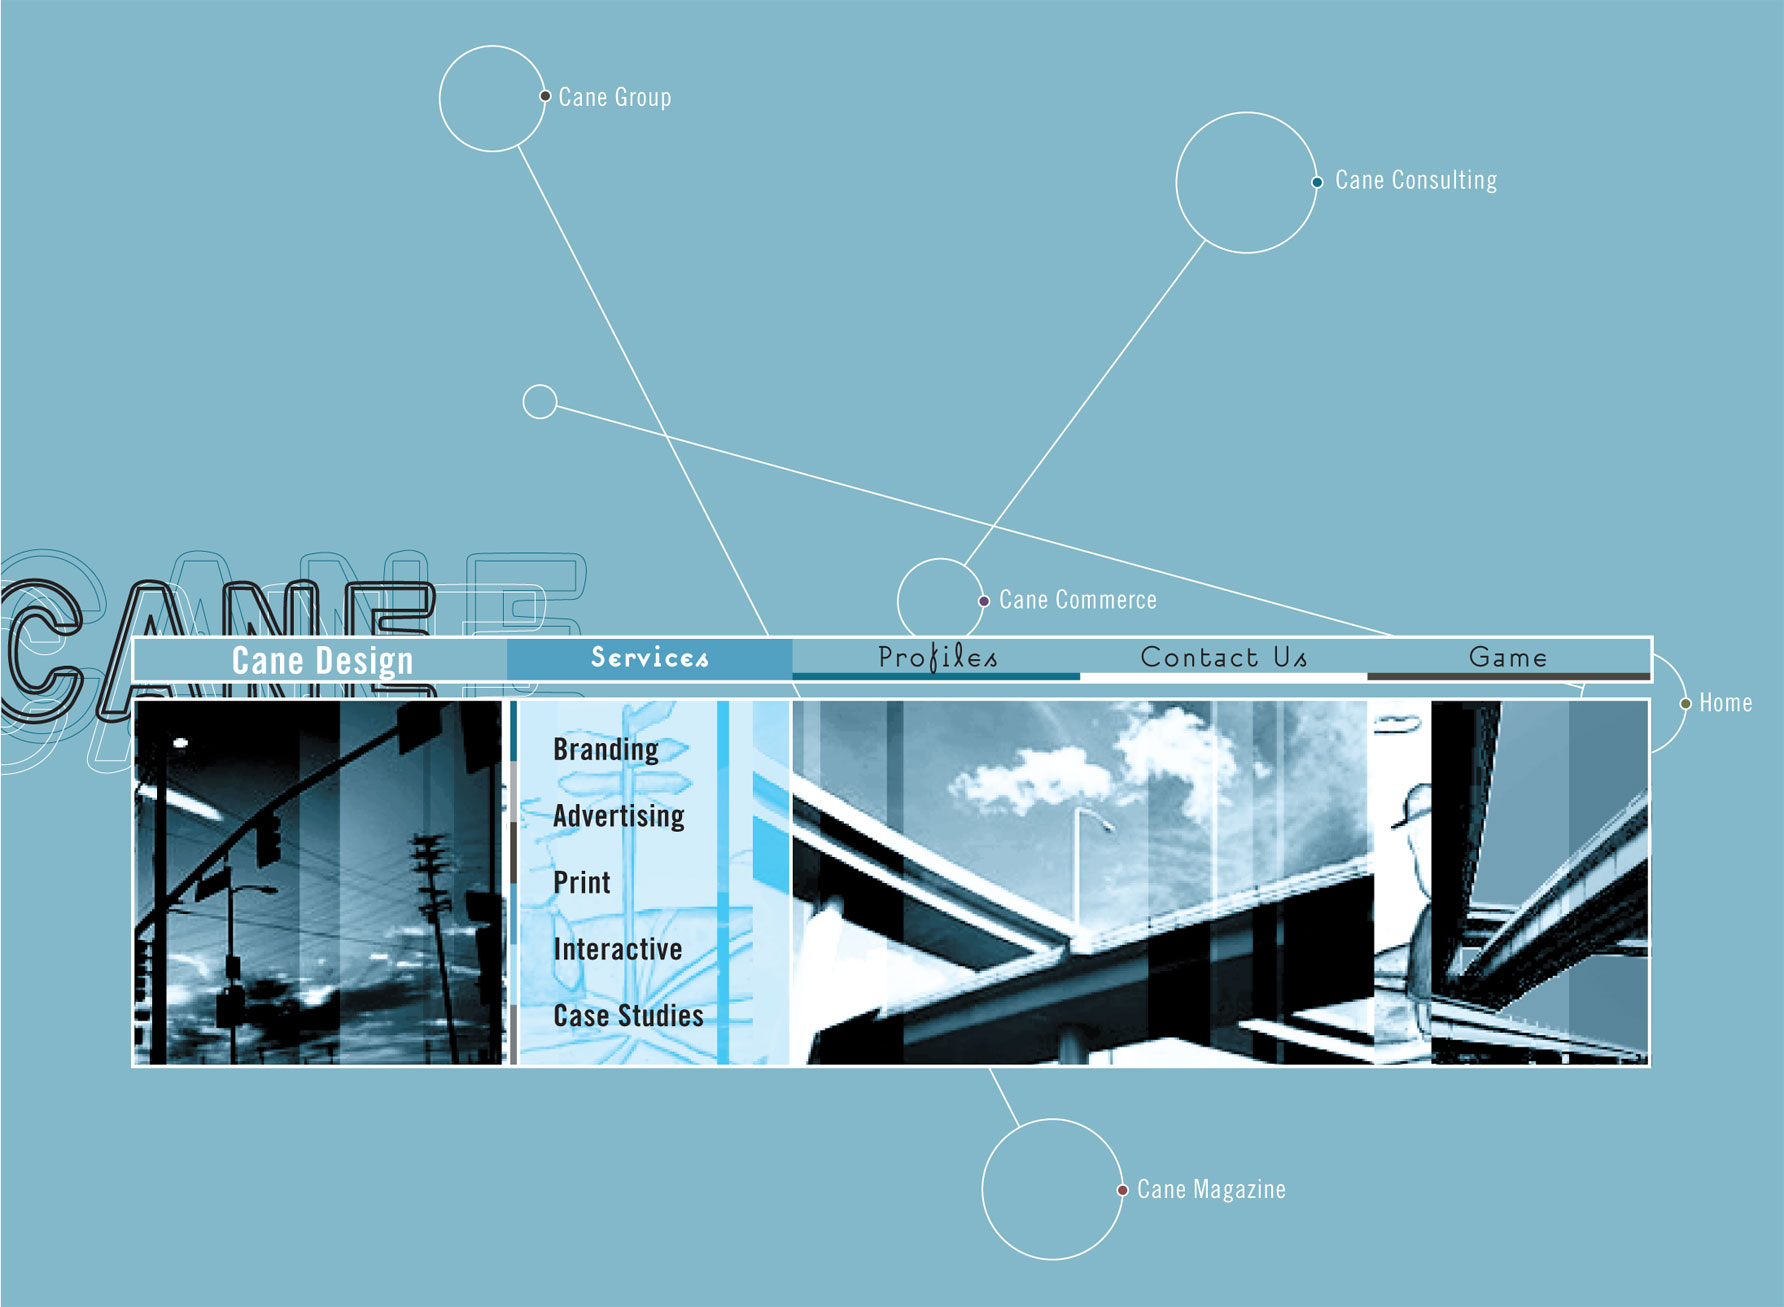 Cane Group
Cane Consulting
Cane Commerce
CANE
Cane Design
Services
Profiles
Contact Us
Game
Home
Branding
Advertising
Print
Interactive
Case Studies
Cane Magazine